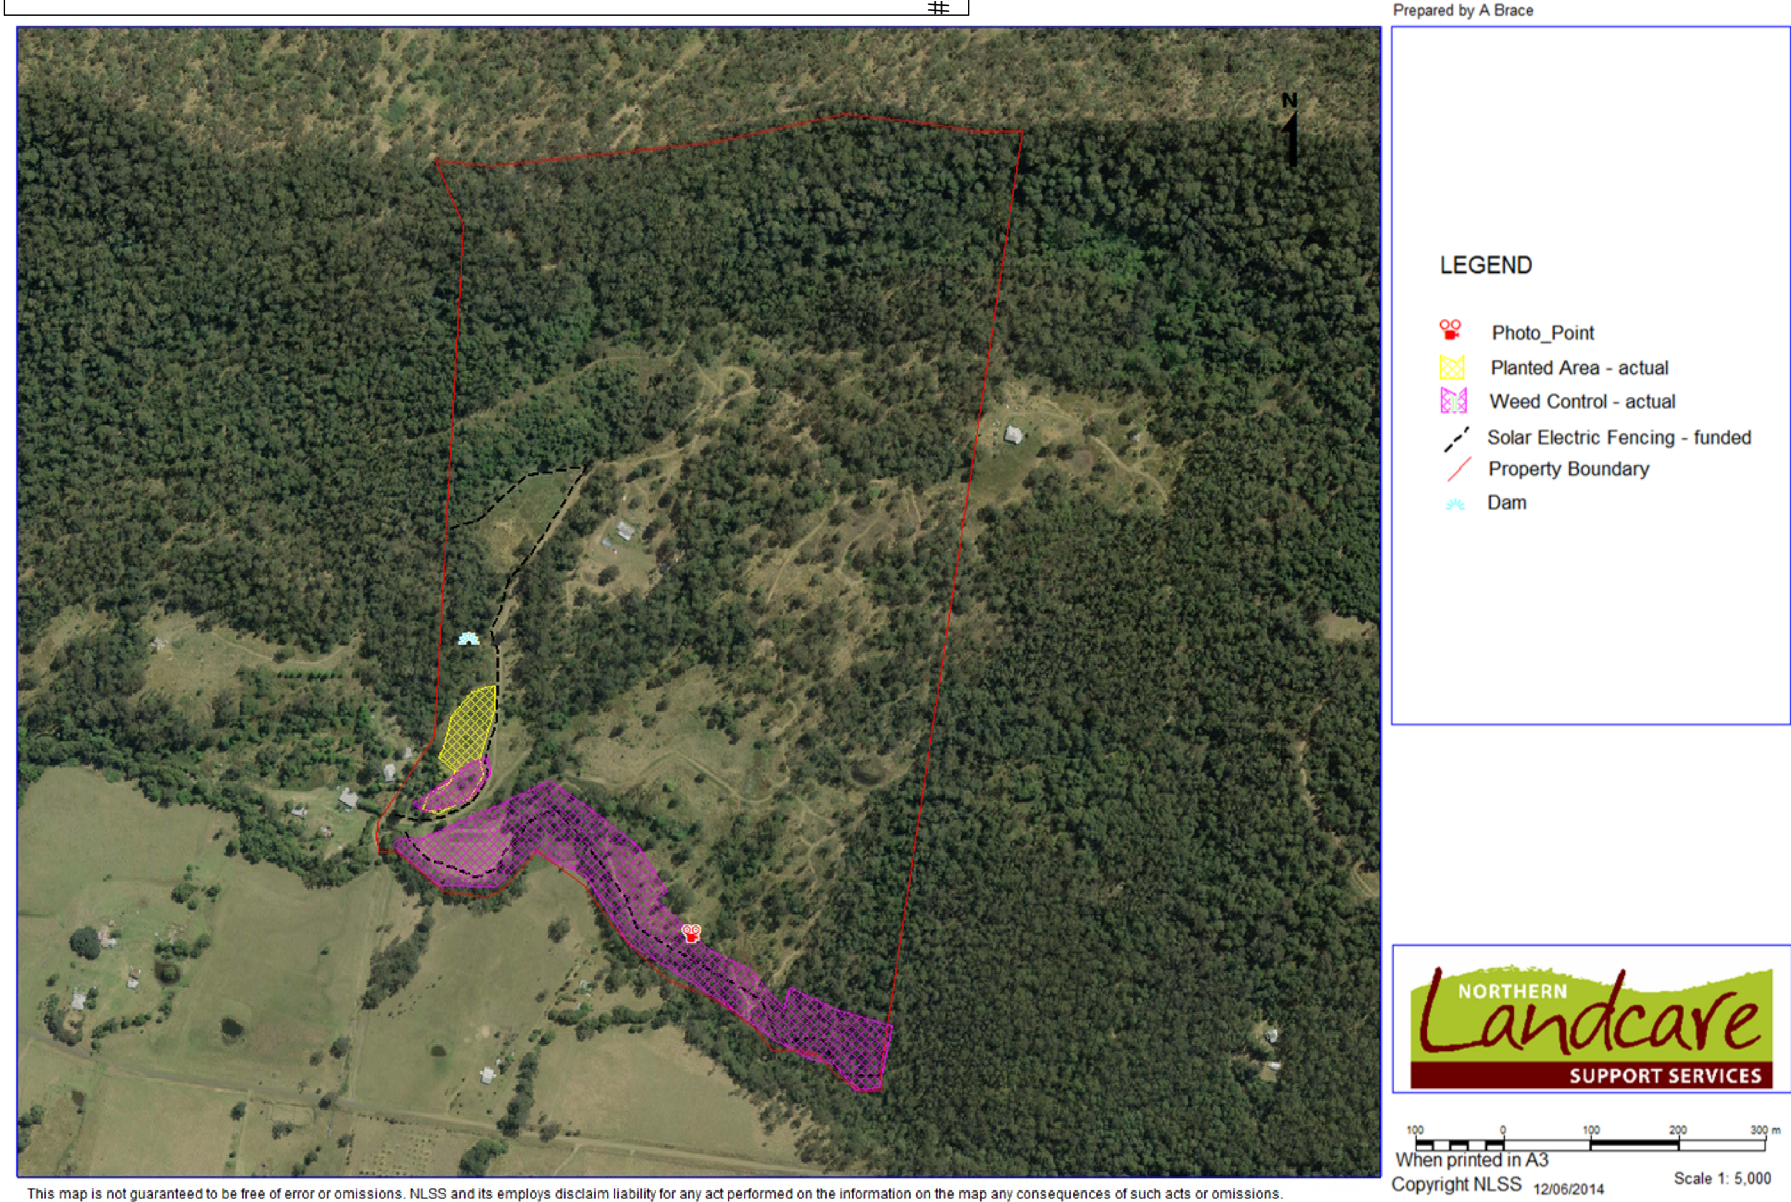 Prepared by A Brace
N
LEGEND
Photo_Point
Planted Area - actual
Weed Control - actual
Solar Electric Fencing - funded
Property Boundary
Dam
NORTHERN
Landcare
SUPPORT SERVICES
100 0 100 200 300 m
When printed in A3
Scale 1: 5,000
Copyright NLSS 12/06/2014
This map is not guaranteed to be free of error or omissions. NLSS and its employs disclaim liability for any act performed on the information on the map any consequences of such acts or omissions.